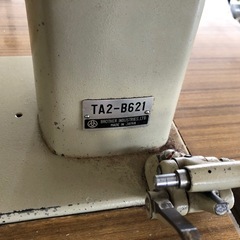 TA2-B621
BROTHER INDUSTRIES, LTD.
MADE IN JAPAN